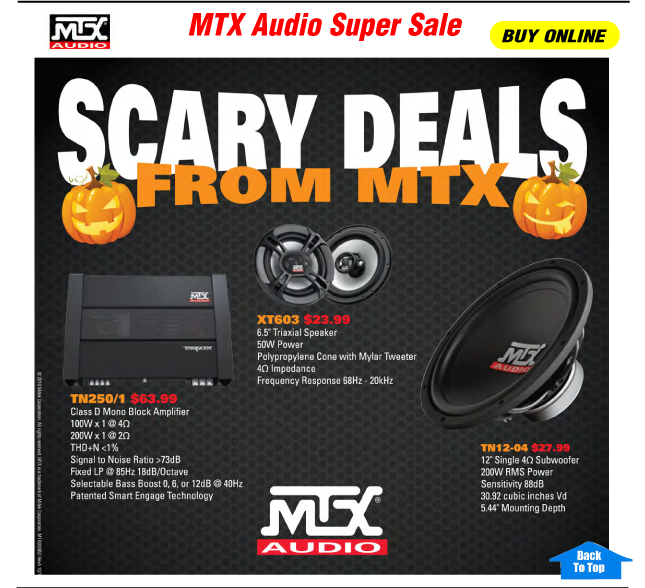 MTX
AUDIO
MTX Audio Super Sale
BUY ONLINE
SCARY DEALS
FROM MTX
MTX
AUDIO
MTX
XT603 $23.99
6.5" Triaxial Speaker
50W Power
Polypropylene Cone with Mylar Tweeter
4Ω Impedance
Frequency Response 68Hz - 20kHz
TN250/1 $63.99
Class D Mono Block Amplifier
100W x 1 @ 4Ω
200W x 1 @ 2Ω
THD+N <1%
Signal to Noise Ratio >73dB
Fixed LP @ 85Hz 18dB/Octave
Selectable Bass Boost 0, 6, or 12dB @ 40Hz
Patented Smart Engage Technology
MTX
AUDIO
TN12-04 $27.99
12" Single 4Ω Subwoofer
200W RMS Power
Sensitivity 88dB
30.92 cubic inches Vd
5.44" Mounting Depth
MTX®
AUDIO
Back
To Top